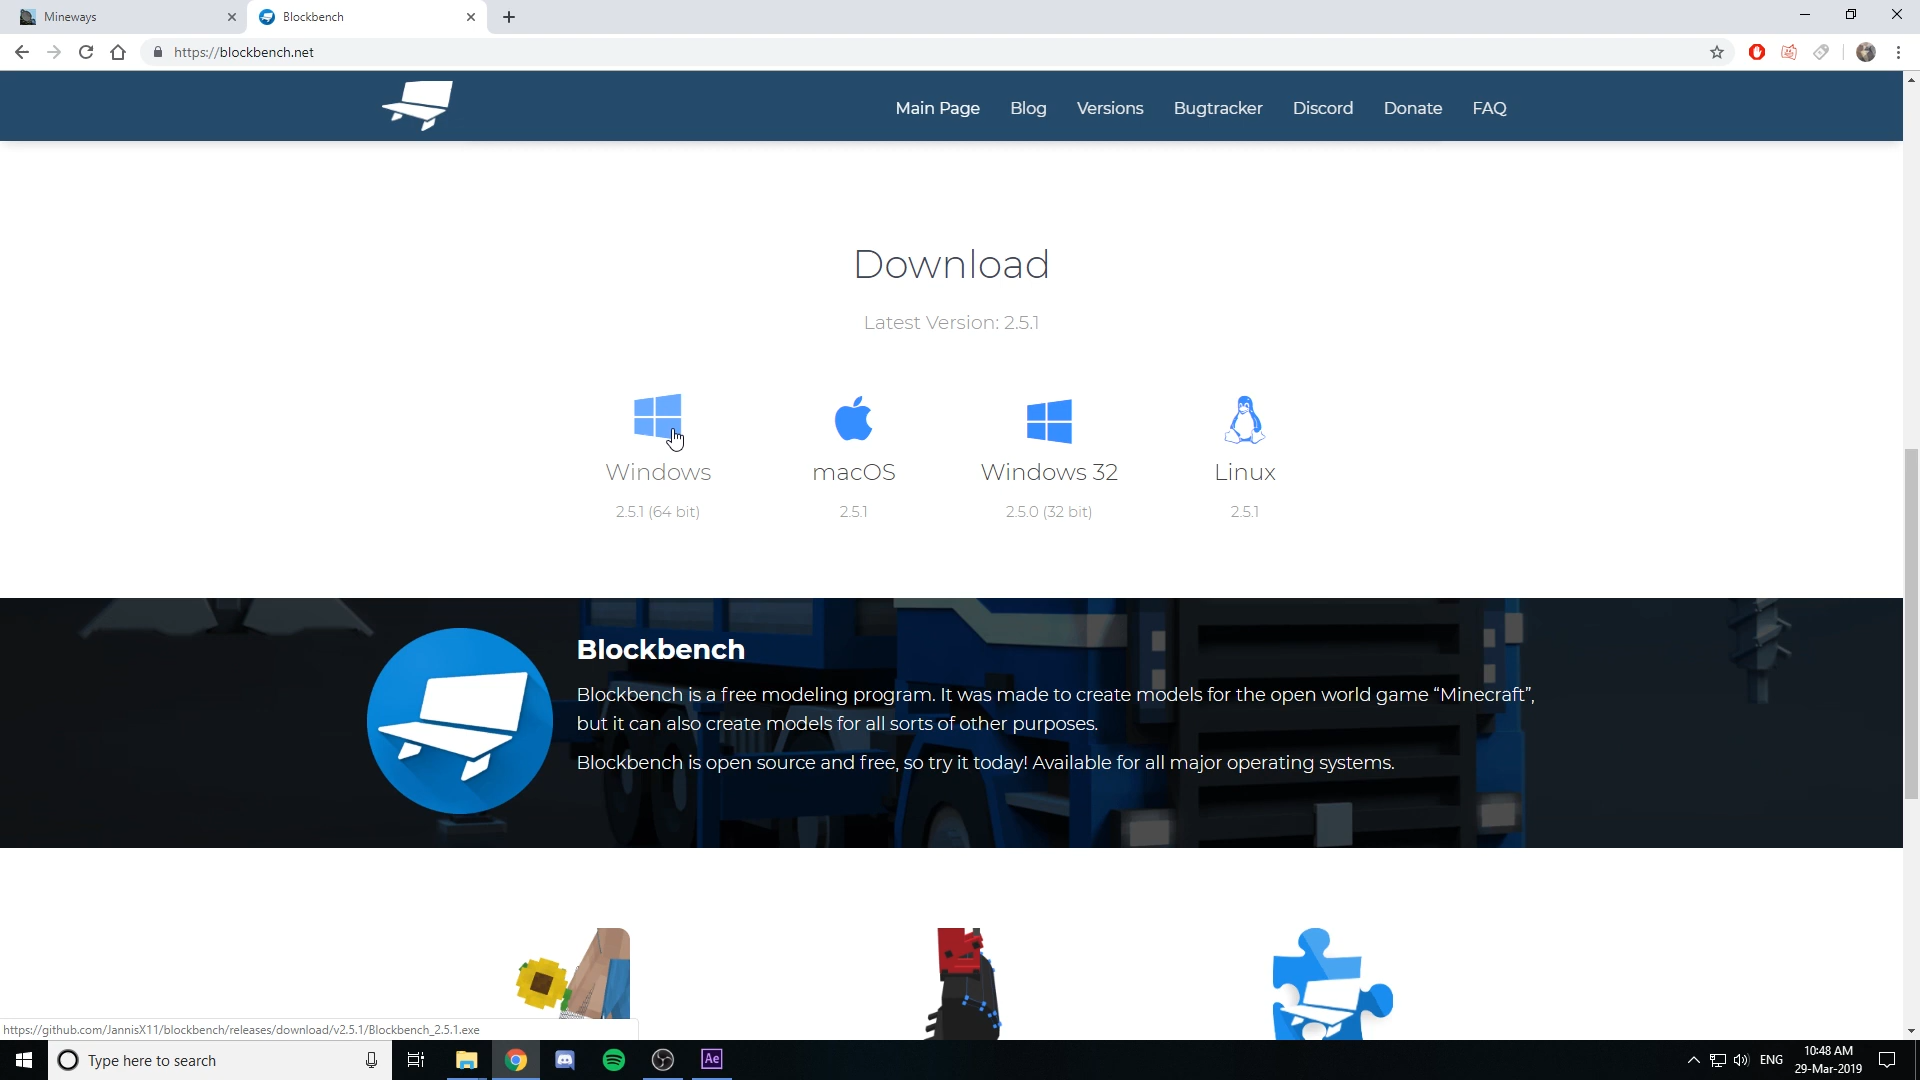 Mineways
Blockbench
https://blockbench.net
Main Page Blog Versions Bugtracker Discord Donate FAQ
Download
Latest Version: 2.5.1
Windows macOS Windows 32 Linux
2.5.1 (64 bit) 2.5.1 2.5.0 (32 bit) 2.5.1
Blockbench
Blockbench is a free modeling program. It was made to create models for the open world game “Minecraft”,
but it can also create models for all sorts of other purposes.
Blockbench is open source and free, so try it today! Available for all major operating systems.
https://github.com/JannisX11/blockbench/releases/download/v2.5.1/Blockbench_2.5.1.exe
Type here to search
Ae
ENG
10:48 AM
29-Mar-2019